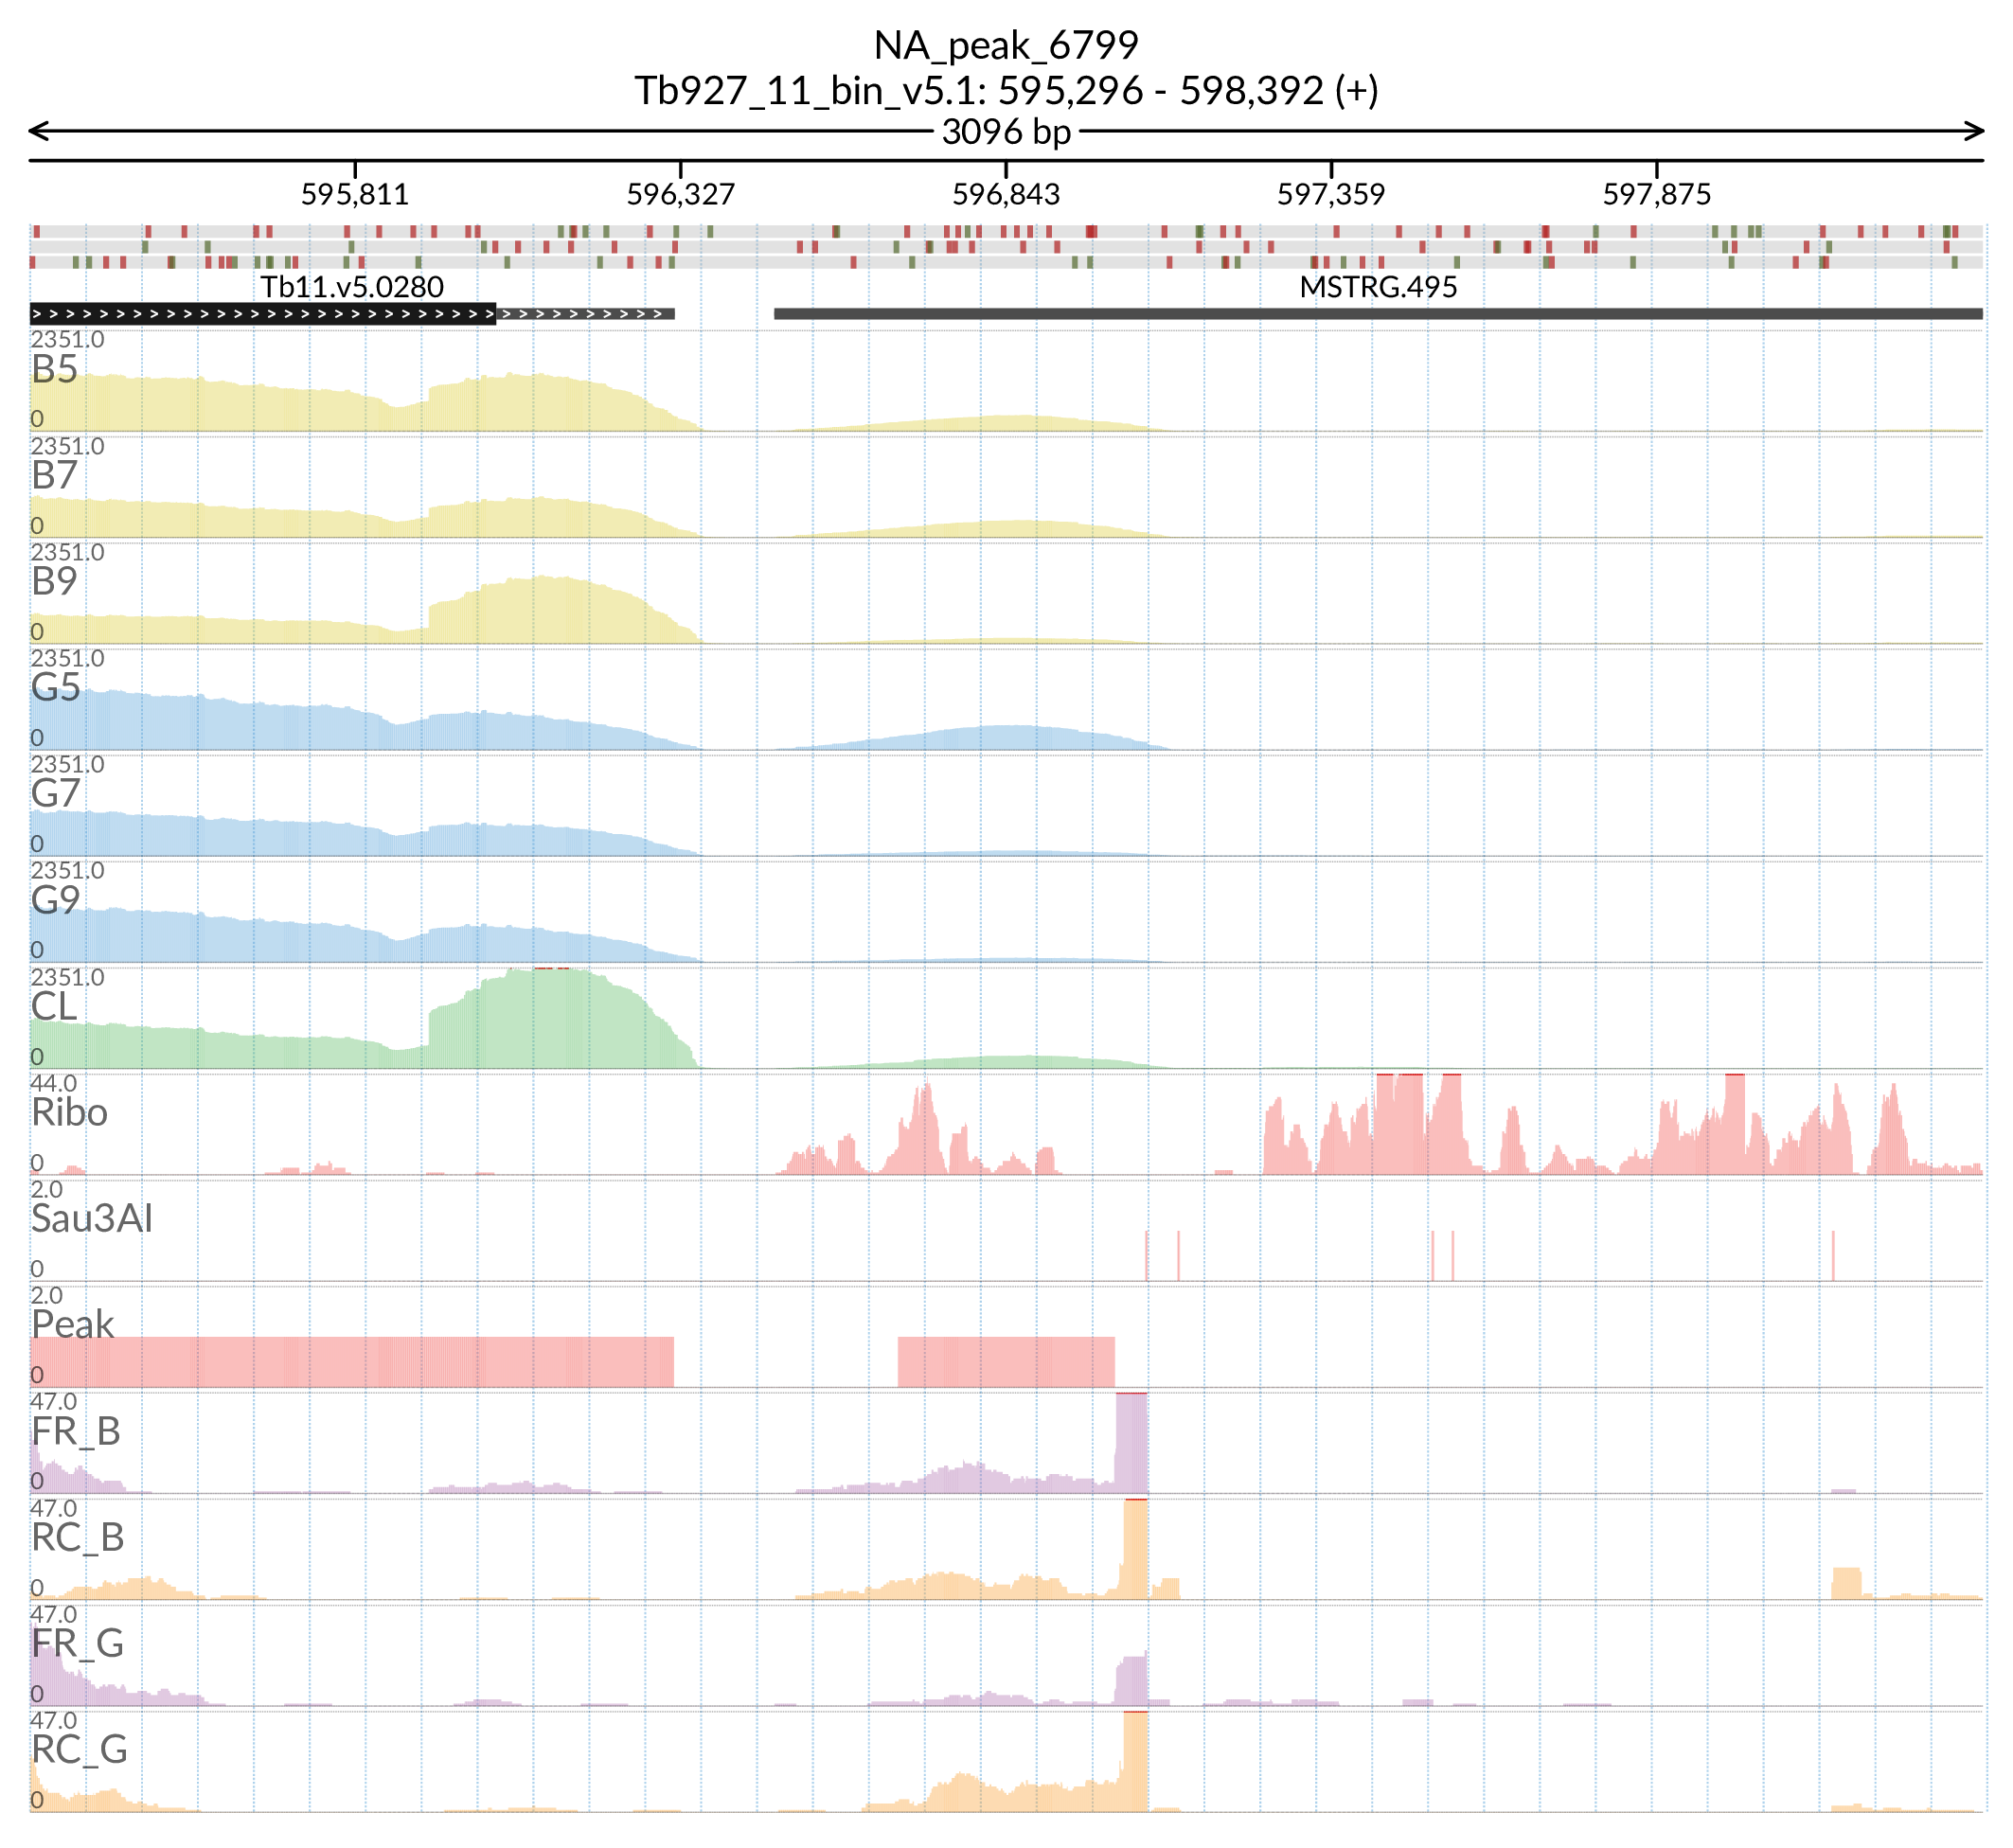 NA_peak_6799
Tb927_11_bin_v5.1: 595,296 - 598,392 (+)
3096 bp
595,811 596,327 596,843 597,359 597,875
Tb11.v5.0280 MSTRG.495
2351.0
B5
0
2351.0
B7
0
2351.0
B9
0
2351.0
G5
0
2351.0
G7
0
2351.0
G9
0
2351.0
CL
0
44.0
Ribo
0
2.0
Sau3AI
0
2.0
Peak
0
47.0
FR_B
0
47.0
RC_B
0
47.0
FR_G
0
47.0
RC_G
0